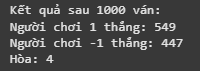 Kết quả sau 1000 ván:
Người chơi 1 thắng: 549
Người chơi -1 thắng: 447
Hòa: 4